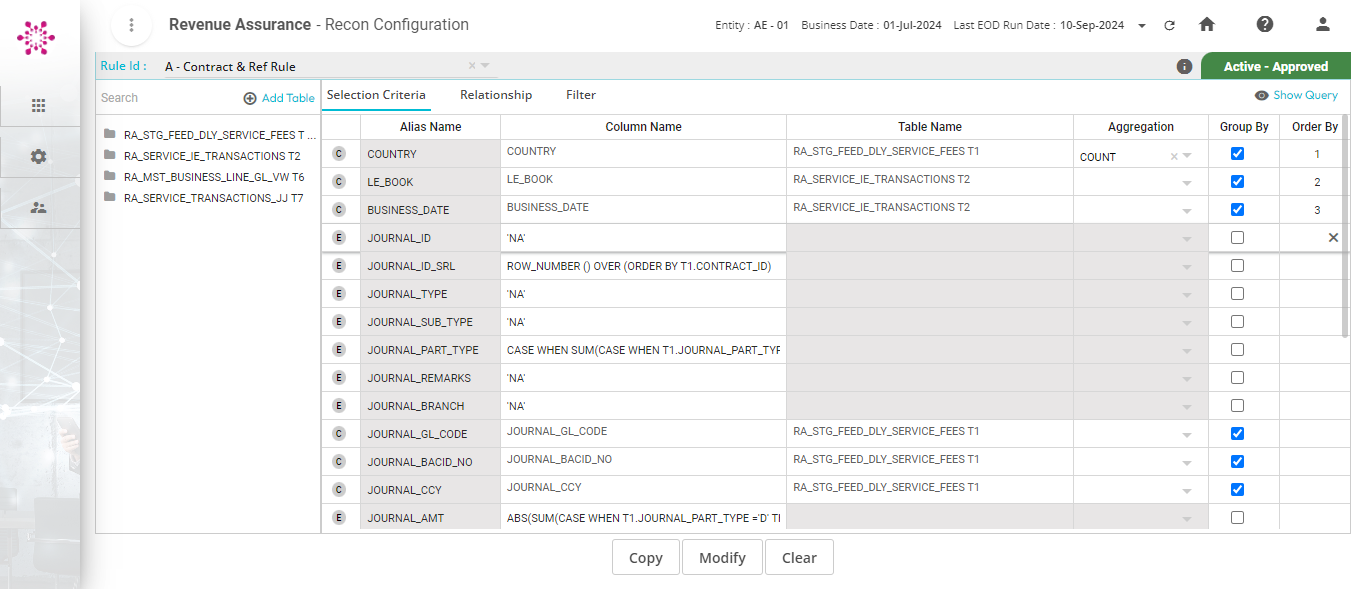 Revenue Assurance - Recon Configuration
Entity : AE - 01 Business Date : 01-Jul-2024 Last EOD Run Date : 10-Sep-2024
Rule Id : A - Contract & Ref Rule
Active - Approved
Search Add Table
Selection Criteria Relationship Filter Show Query
RA_STG_FEED_DLY_SERVICE_FEES T ...
RA_SERVICE_IE_TRANSACTIONS T2
RA_MST_BUSINESS_LINE_GL_VW T6
RA_SERVICE_TRANSACTIONS_JJ T7
Alias Name Column Name Table Name Aggregation Group By Order By
C COUNTRY COUNTRY RA_STG_FEED_DLY_SERVICE_FEES T1 COUNT 1
C LE_BOOK LE_BOOK RA_SERVICE_IE_TRANSACTIONS T2 2
C BUSINESS_DATE BUSINESS_DATE RA_SERVICE_IE_TRANSACTIONS T2 3
E JOURNAL_ID 'NA'
E JOURNAL_ID_SRL ROW_NUMBER () OVER (ORDER BY T1.CONTRACT_ID)
E JOURNAL_TYPE 'NA'
E JOURNAL_SUB_TYPE 'NA'
E JOURNAL_PART_TYPE CASE WHEN SUM(CASE WHEN T1.JOURNAL_PART_TYP
E JOURNAL_REMARKS 'NA'
E JOURNAL_BRANCH 'NA'
C JOURNAL_GL_CODE JOURNAL_GL_CODE RA_STG_FEED_DLY_SERVICE_FEES T1
C JOURNAL_BACID_NO JOURNAL_BACID_NO RA_STG_FEED_DLY_SERVICE_FEES T1
C JOURNAL_CCY JOURNAL_CCY RA_STG_FEED_DLY_SERVICE_FEES T1
E JOURNAL_AMT ABS(SUM(CASE WHEN T1.JOURNAL_PART_TYPE ='D' TI
Copy Modify Clear